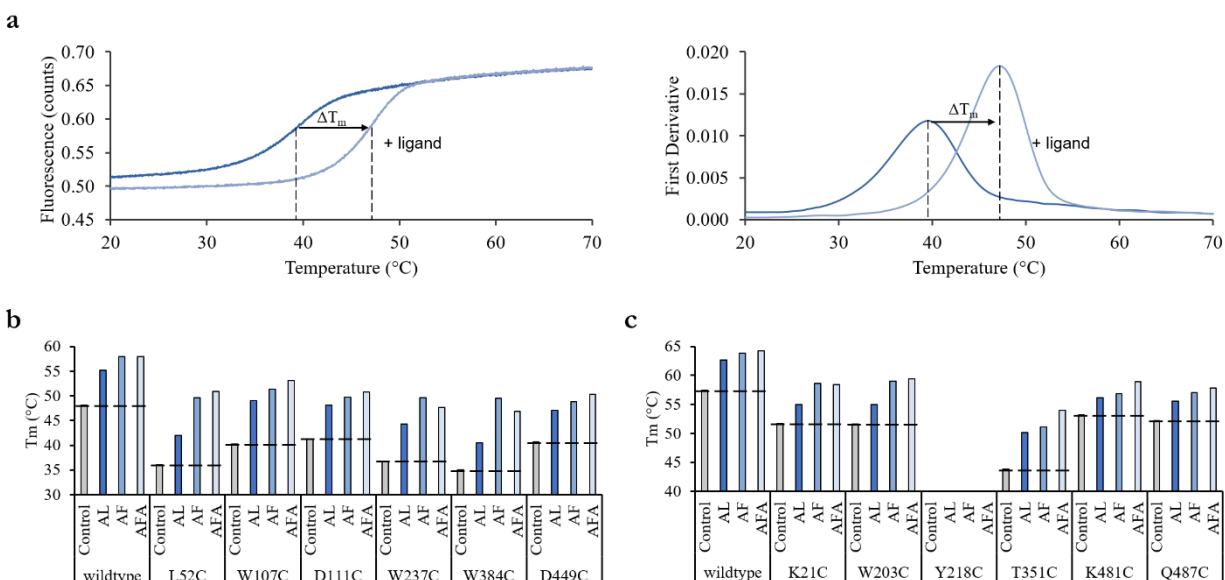 a
0.70
0.65
0.60
0.55
0.50
0.45
Fluorescence (counts)
ΔTm
+ ligand
20 30 40 50 60 70
Temperature (°C)
0.020
0.015
0.010
0.005
0.000
First Derivative
ΔTm
+ ligand
20 30 40 50 60 70
Temperature (°C)
b
60
55
50
45
40
35
30
Tm (°C)
Control AL AF AFA Control AL AF AFA Control AL AF AFA Control AL AF AFA Control AL AF AFA Control AL AF AFA Control AL AF AFA
wildtype L52C W107C D111C W237C W384C D449C
c
65
60
55
50
45
40
Tm (°C)
Control AL AF AFA Control AL AF AFA Control AL AF AFA Control AL AF AFA Control AL AF AFA Control AL AF AFA Control AL AF AFA
wildtype K21C W203C Y218C T351C K481C Q487C